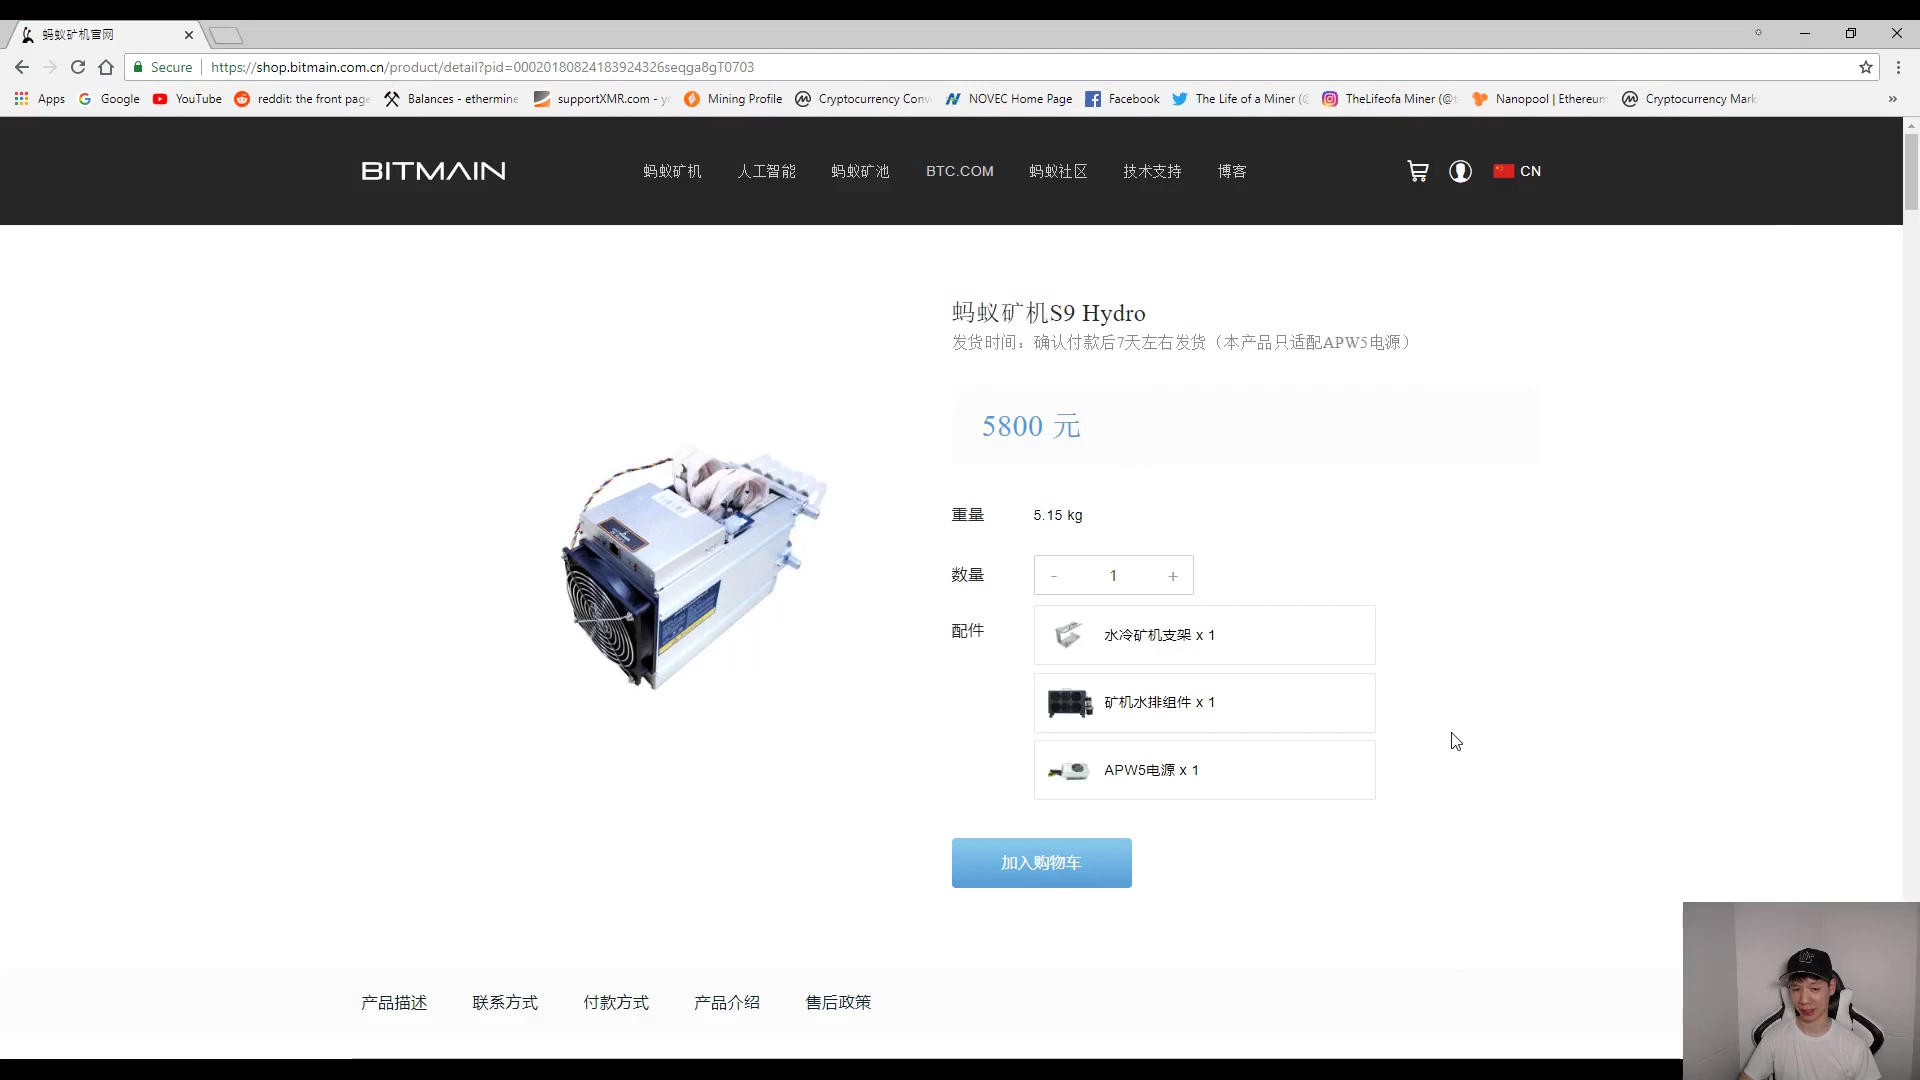 蚂蚁矿机官网
Secure
https://shop.bitmain.com.cn/product/detail?pid=00020180824183924326seqga8gT0703
Apps Google YouTube reddit: the front page Balances - ethermine supportXMR.com - Mining Profile Cryptocurrency Conv NOVEC Home Page Facebook The Life of a Miner (@ TheLifeofa Miner (@t Nanopool | Ethereum Cryptocurrency Mark »
BITMAIN 蚂蚁矿机 人工智能 蚂蚁矿池 BTC.COM 蚂蚁社区 技术支持 博客 CN
蚂蚁矿机S9 Hydro
发货时间：确认付款后7天左右发货（本产品只适配APW5电源）
5800 元
重量 5.15 kg
数量 - 1 +
配件 水冷矿机支架 x 1
矿机水排组件 x 1
APW5电源 x 1
加入购物车
产品描述 联系方式 付款方式 产品介绍 售后政策